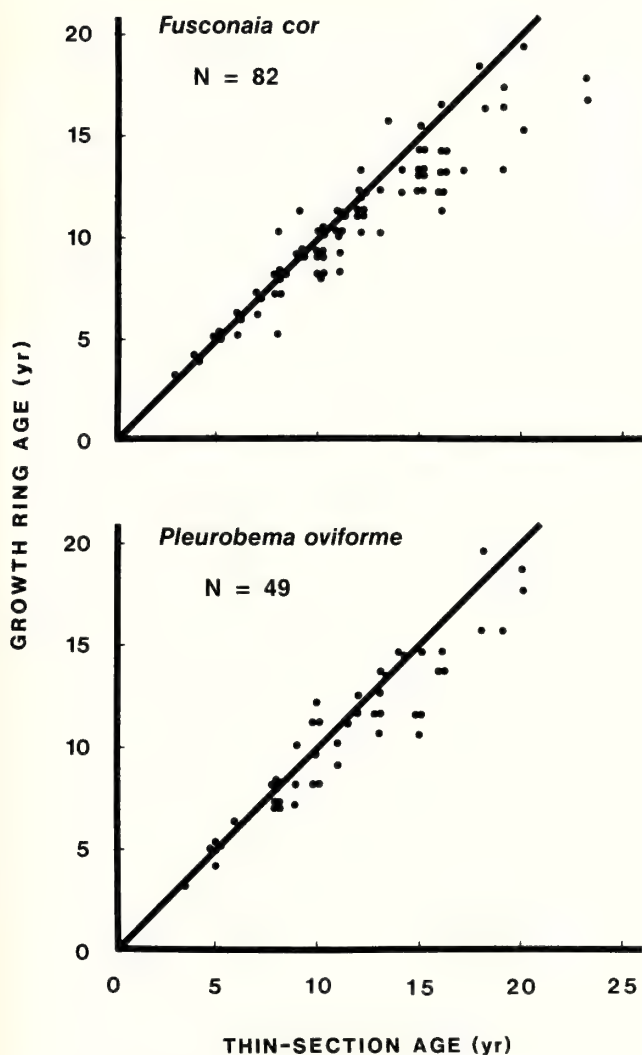 Fusconaia cor
N = 82
20
15
10
5
0
Pleurobema oviforme
N = 49
20
15
10
5
0
0 5 10 15 20 25
GROWTH RING AGE (yr)
THIN-SECTION AGE (yr)